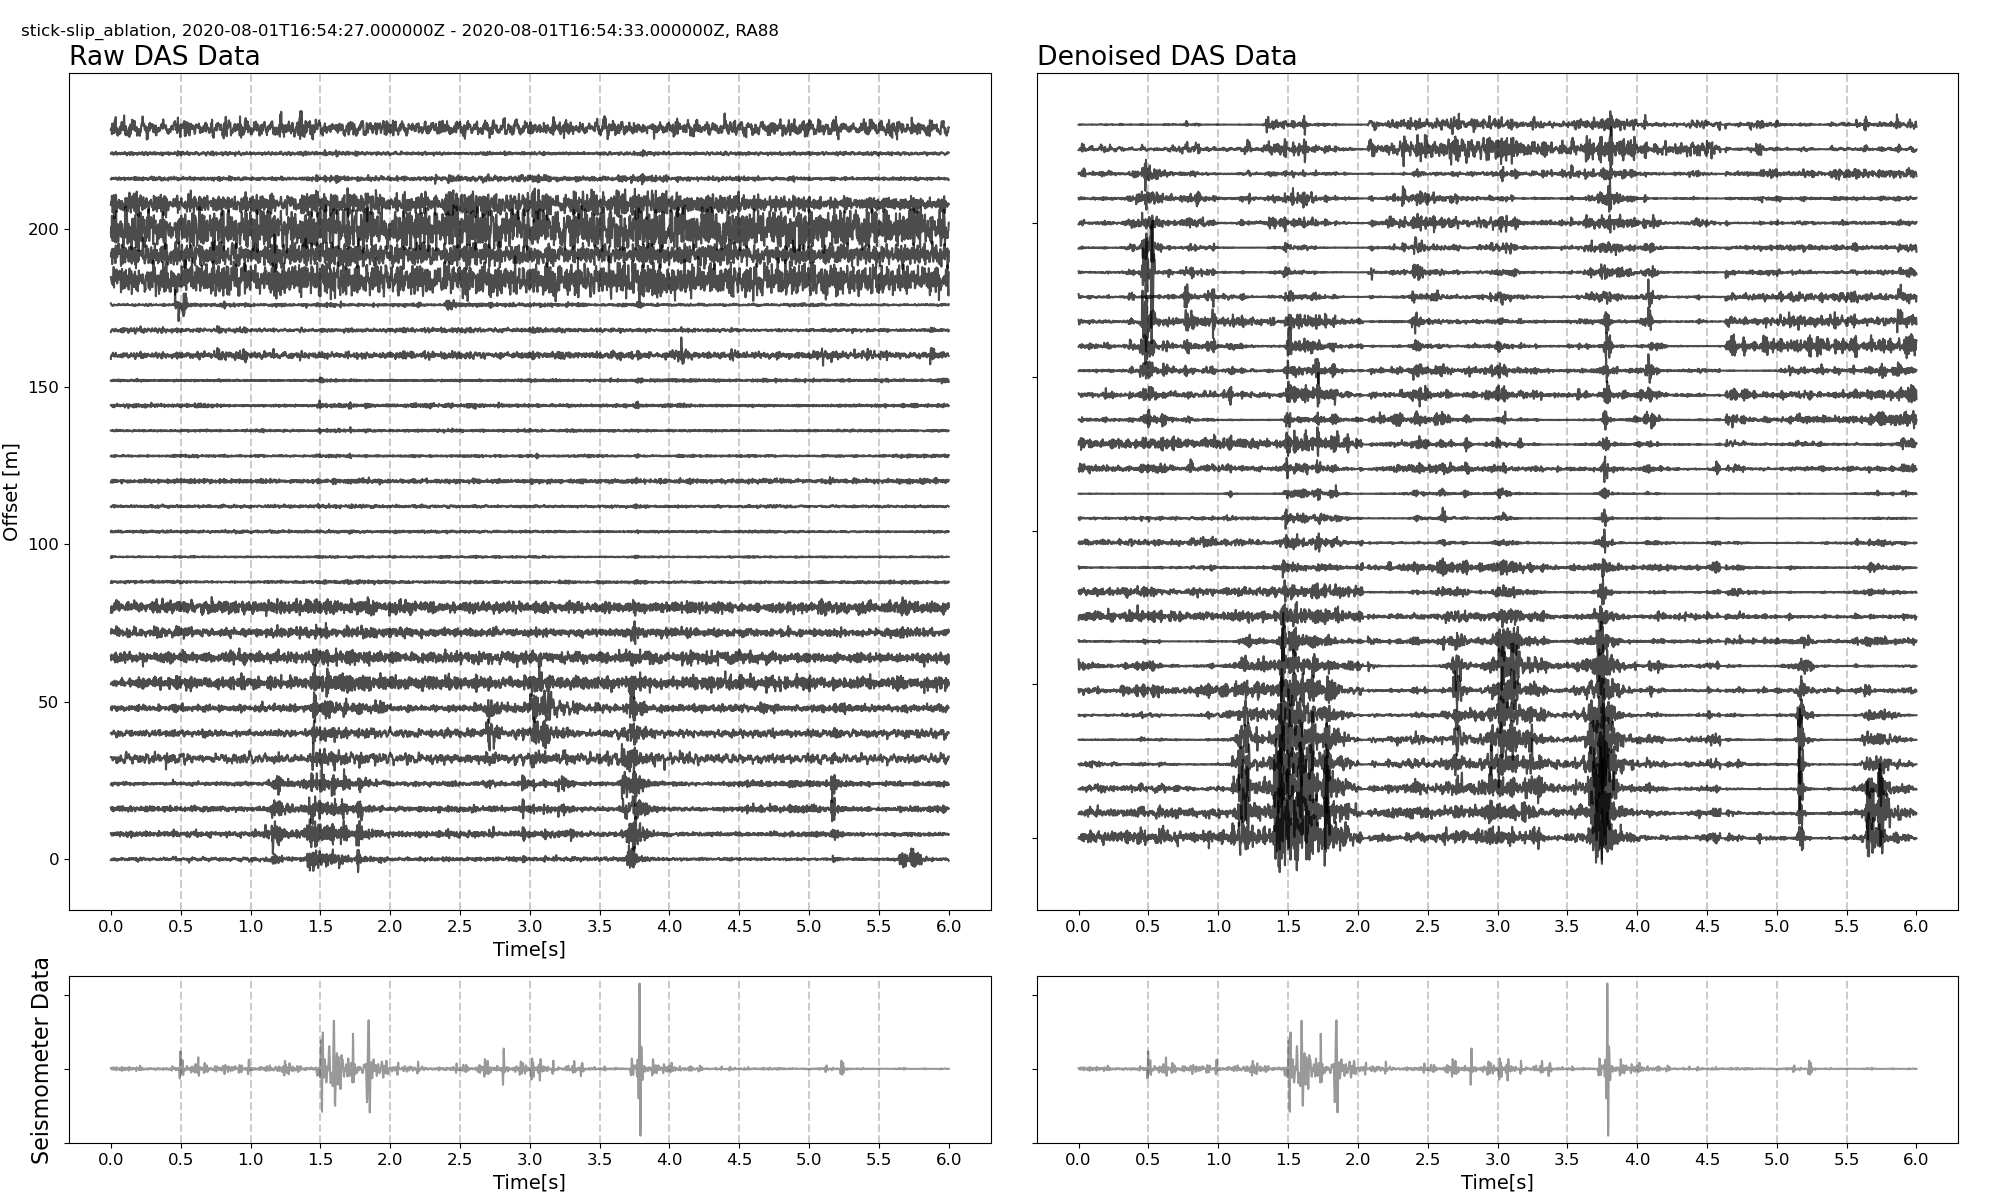 stick-slip_ablation, 2020-08-01T16:54:27.000000Z - 2020-08-01T16:54:33.000000Z, RA88
Raw DAS Data
Denoised DAS Data
Offset [m]
200
150
100
50
0
0.0 0.5 1.0 1.5 2.0 2.5 3.0 3.5 4.0 4.5 5.0 5.5 6.0
Time[s]
0.0 0.5 1.0 1.5 2.0 2.5 3.0 3.5 4.0 4.5 5.0 5.5 6.0
Seismometer Data
0.0 0.5 1.0 1.5 2.0 2.5 3.0 3.5 4.0 4.5 5.0 5.5 6.0
Time[s]
0.0 0.5 1.0 1.5 2.0 2.5 3.0 3.5 4.0 4.5 5.0 5.5 6.0
Time[s]